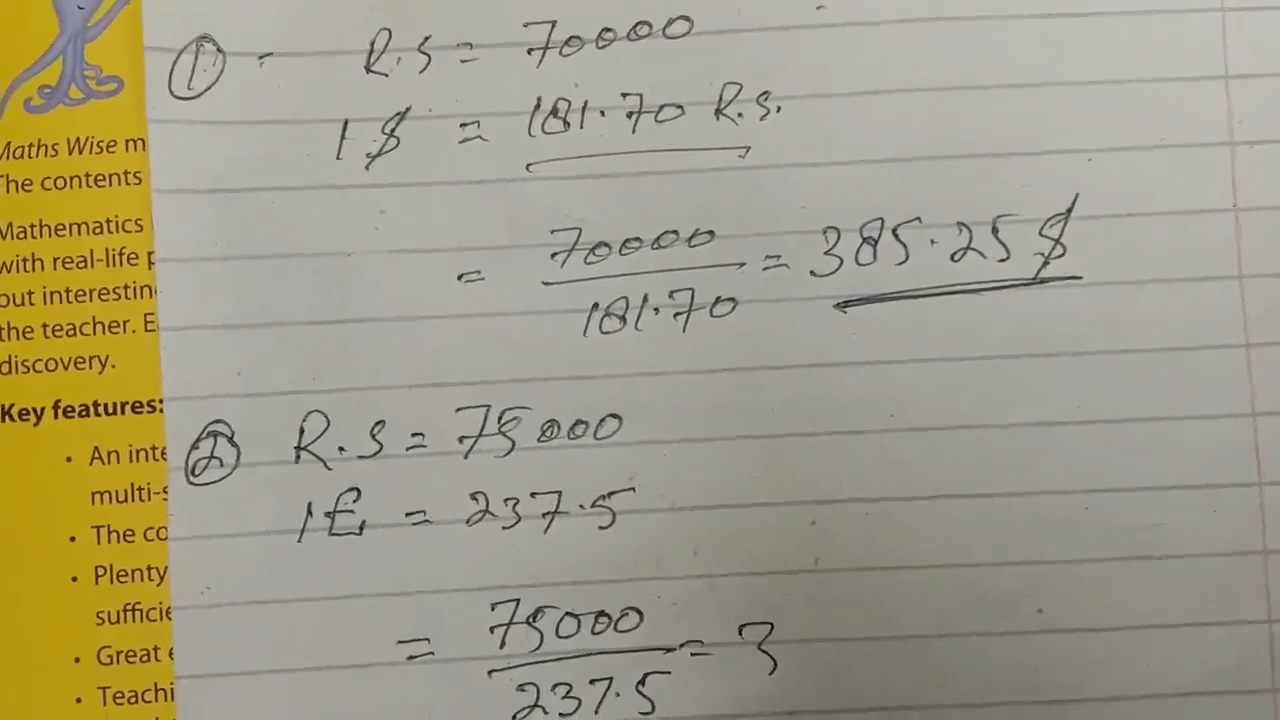 Maths Wise m
The contents
Mathematics
with real-life p
out interestin
the teacher. E
discovery.
Key features:
• An inte
multi-s
• The co
• Plenty
sufficie
• Great e
• Teachi
① - R.S = 70000
1 $ = 181.70 R.s.
= 70000 / 181.70 = 385.25 $
② R.S = 75000
1£ = 237.5
= 75000 / 237.5 = 3